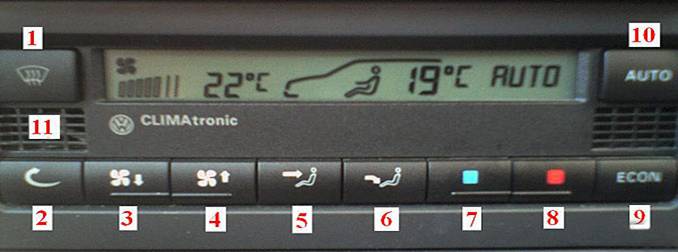 1
10
22°C 19°C AUTO
AUTO
11
CLIMAtronic
ECON
2 3 4 5 6 7 8 9